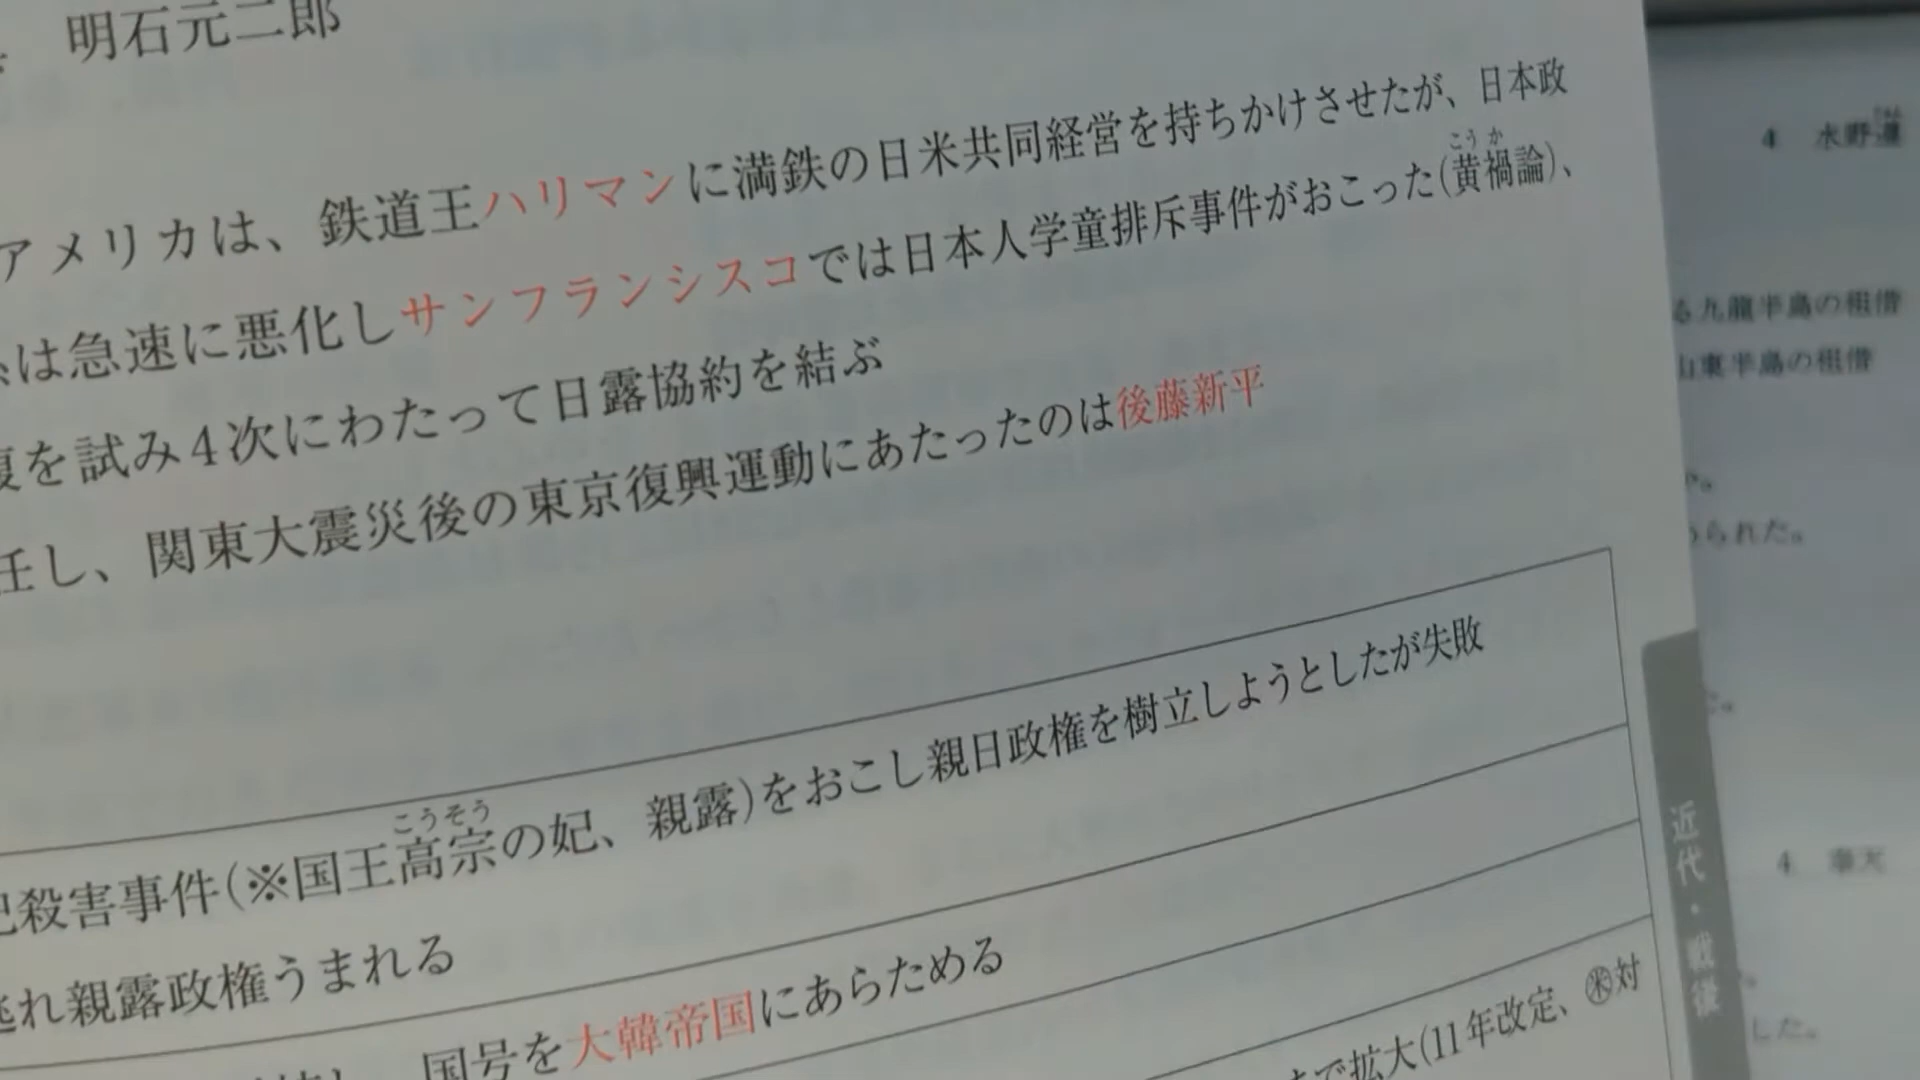 明石元二郎
アメリカは、鉄道王ハリマンに満鉄の日米共同経営を持ちかけさせたが、日本政
は急速に悪化しサンフランシスコでは日本人学童排斥事件がおこった(黄禍論)、
こうか
を試み4次にわたって日露協約を結ぶ
任し、関東大震災後の東京復興運動にあたったのは後藤新平
殺害事件(※国王高宗の妃、親露)をおこし親日政権を樹立しようとしたが失敗
こうそう
れ親露政権うまれる
国号を大韓帝国にあらためる
で拡大(11年改定、㊍対
近代・戦後
4 水野
る九龍半島の租借
山東半島の租借
られた。
4 奉天
した。